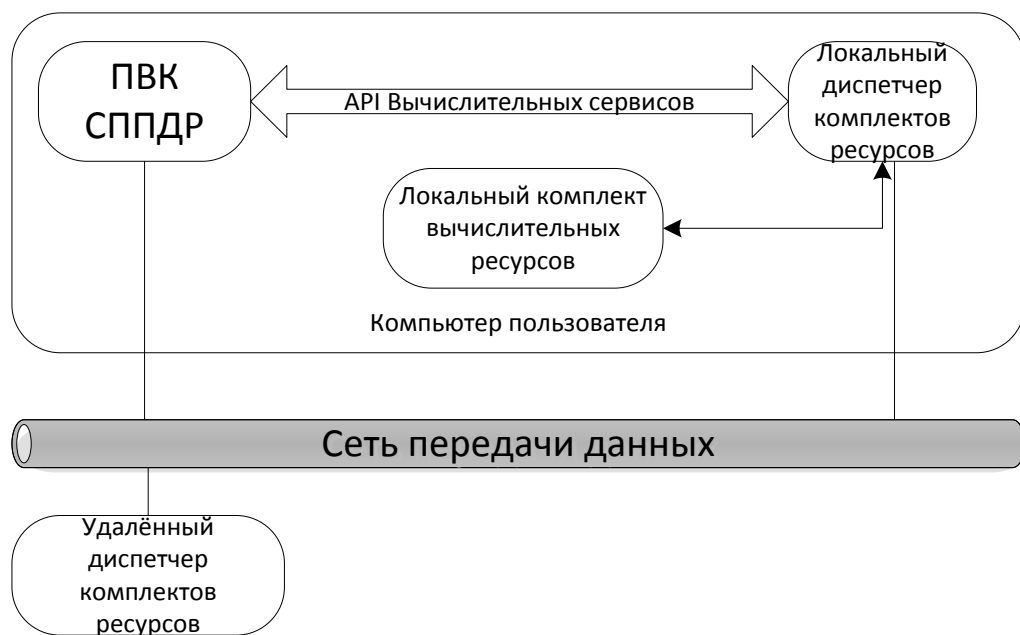 ПВК
СППДР
API Вычислительных сервисов
Локальный
диспетчер
комплектов
ресурсов
Локальный комплект
вычислительных
ресурсов
Компьютер пользователя
Сеть передачи данных
Удалённый
диспетчер
комплектов
ресурсов